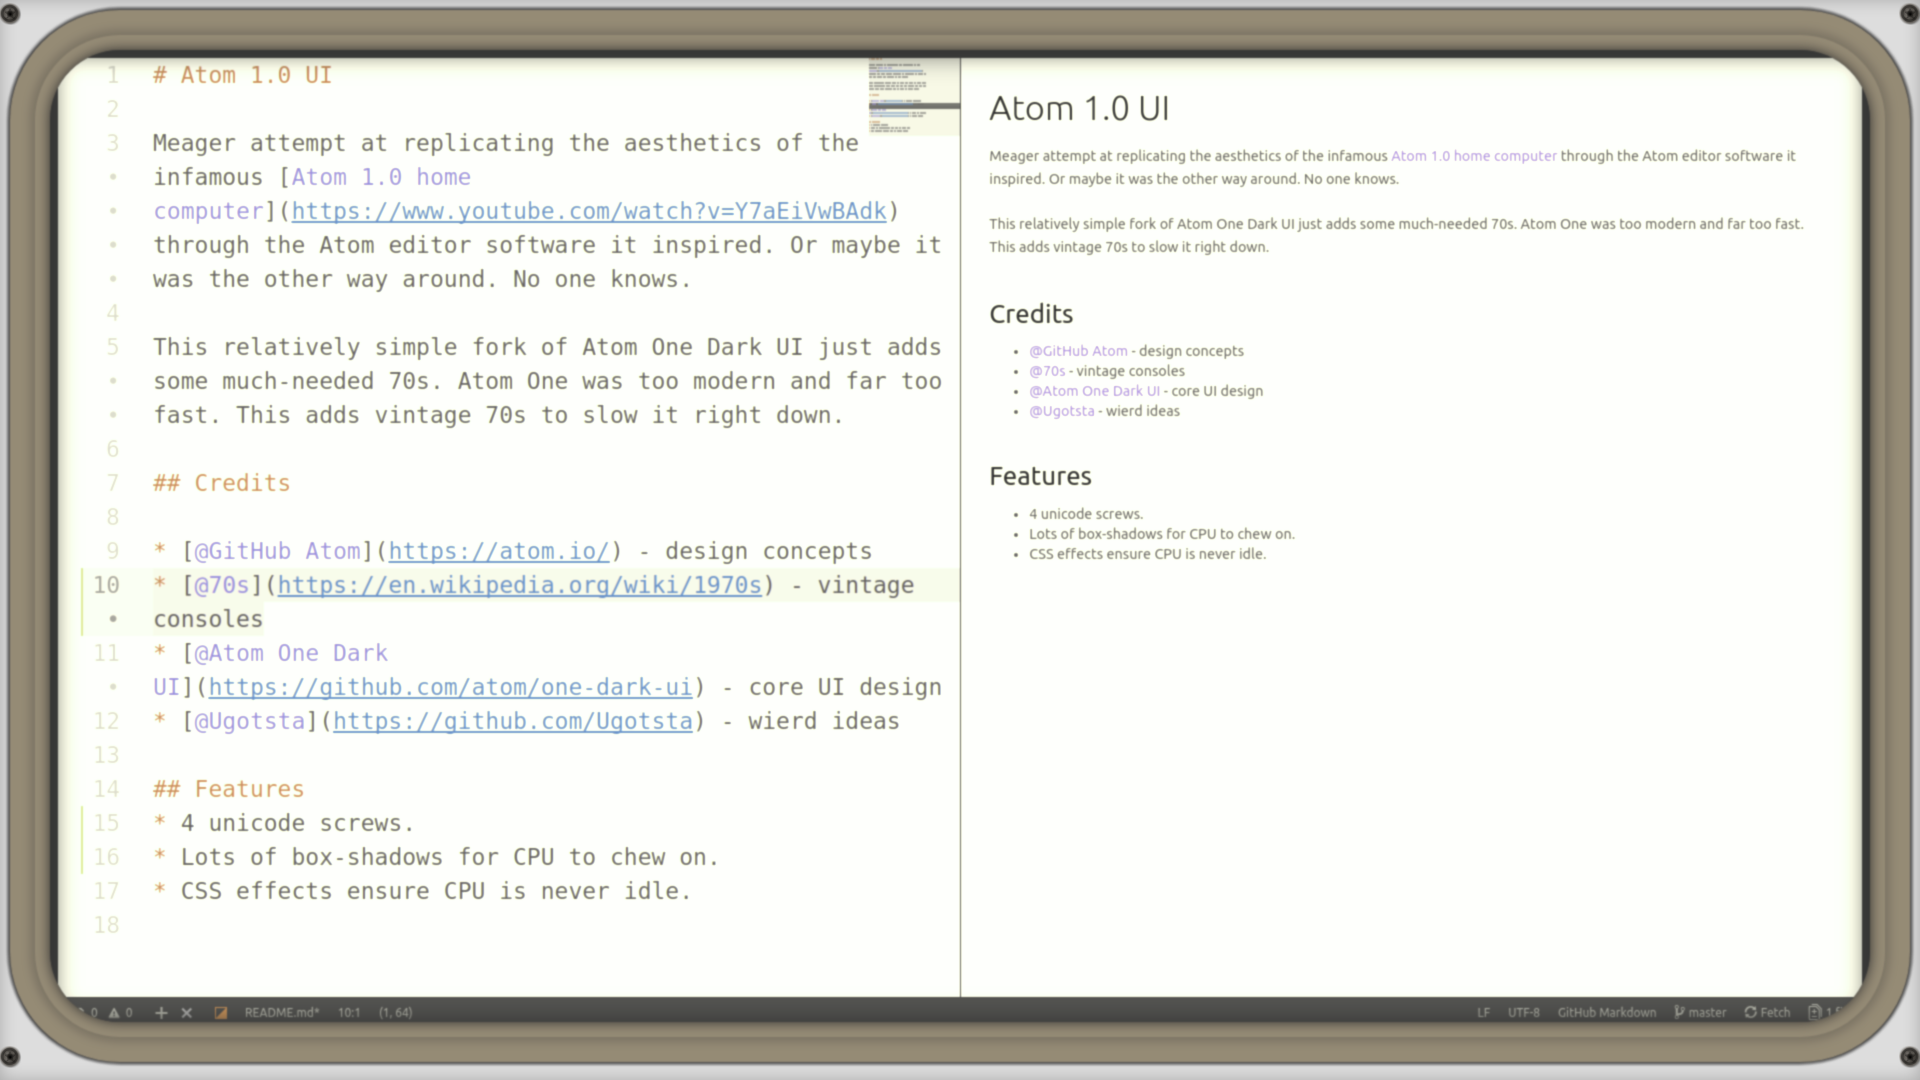 1 # Atom 1.0 UI
2
3 Meager attempt at replicating the aesthetics of the
• infamous [Atom 1.0 home
• computer](https://www.youtube.com/watch?v=Y7aEiVwBAdk)
• through the Atom editor software it inspired. Or maybe it
• was the other way around. No one knows.
4
5 This relatively simple fork of Atom One Dark UI just adds
• some much-needed 70s. Atom One was too modern and far too
• fast. This adds vintage 70s to slow it right down.
6
7 ## Credits
8
9 * [@GitHub Atom](https://atom.io/) - design concepts
10 * [@70s](https://en.wikipedia.org/wiki/1970s) - vintage
• consoles
11 * [@Atom One Dark
• UI](https://github.com/atom/one-dark-ui) - core UI design
12 * [@Ugotsta](https://github.com/Ugotsta) - wierd ideas
13
14 ## Features
15 * 4 unicode screws.
16 * Lots of box-shadows for CPU to chew on.
17 * CSS effects ensure CPU is never idle.
18
Atom 1.0 UI
Meager attempt at replicating the aesthetics of the infamous Atom 1.0 home computer through the Atom editor software it
inspired. Or maybe it was the other way around. No one knows.
This relatively simple fork of Atom One Dark UI just adds some much-needed 70s. Atom One was too modern and far too fast.
This adds vintage 70s to slow it right down.
Credits
• @GitHub Atom - design concepts
• @70s - vintage consoles
• @Atom One Dark UI - core UI design
• @Ugotsta - wierd ideas
Features
• 4 unicode screws.
• Lots of box-shadows for CPU to chew on.
• CSS effects ensure CPU is never idle.
0 0 README.md* 10:1 (1, 64) LF UTF-8 GitHub Markdown master Fetch